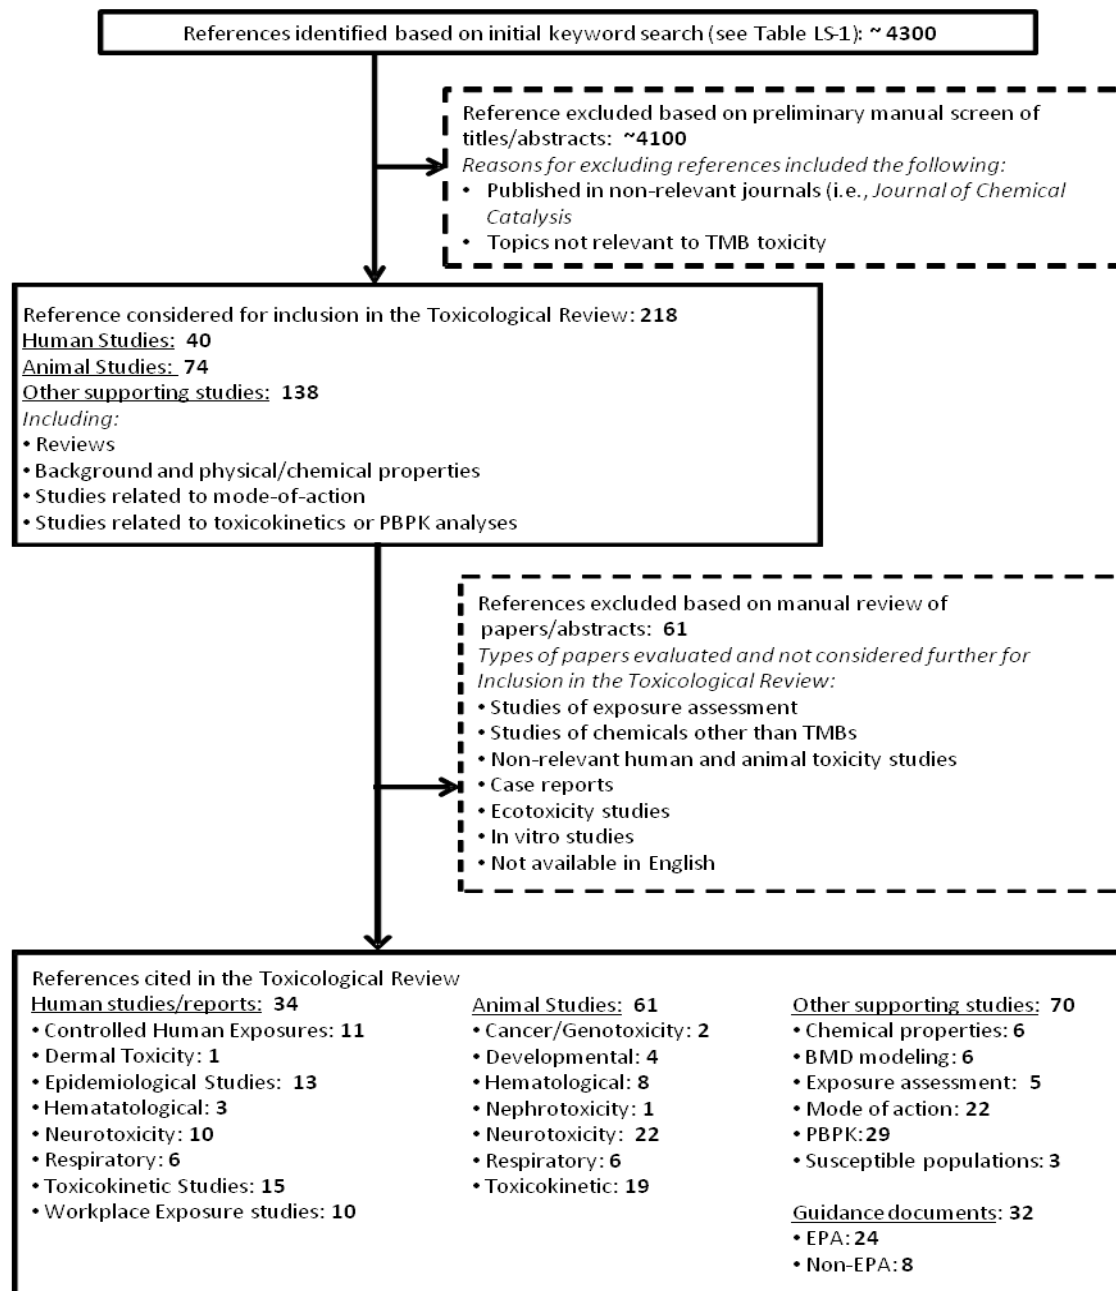 References identified based on initial keyword search (see Table LS-1): ~ 4300
Reference excluded based on preliminary manual screen of
titles/abstracts: ~4100
Reasons for excluding references included the following:
• Published in non-relevant journals (i.e., Journal of Chemical
Catalysis
• Topics not relevant to TMB toxicity
Reference considered for inclusion in the Toxicological Review: 218
Human Studies: 40
Animal Studies: 74
Other supporting studies: 138
Including:
• Reviews
• Background and physical/chemical properties
• Studies related to mode-of-action
• Studies related to toxicokinetics or PBPK analyses
References excluded based on manual review of
papers/abstracts: 61
Types of papers evaluated and not considered further for
Inclusion in the Toxicological Review:
• Studies of exposure assessment
• Studies of chemicals other than TMBs
• Non-relevant human and animal toxicity studies
• Case reports
• Ecotoxicity studies
• In vitro studies
• Not available in English
References cited in the Toxicological Review
Human studies/reports: 34
• Controlled Human Exposures: 11
• Dermal Toxicity: 1
• Epidemiological Studies: 13
• Hematatological: 3
• Neurotoxicity: 10
• Respiratory: 6
• Toxicokinetic Studies: 15
• Workplace Exposure studies: 10
Animal Studies: 61
• Cancer/Genotoxicity: 2
• Developmental: 4
• Hematological: 8
• Nephrotoxicity: 1
• Neurotoxicity: 22
• Respiratory: 6
• Toxicokinetic: 19
Other supporting studies: 70
• Chemical properties: 6
• BMD modeling: 6
• Exposure assessment: 5
• Mode of action: 22
• PBPK: 29
• Susceptible populations: 3
Guidance documents: 32
• EPA: 24
• Non-EPA: 8